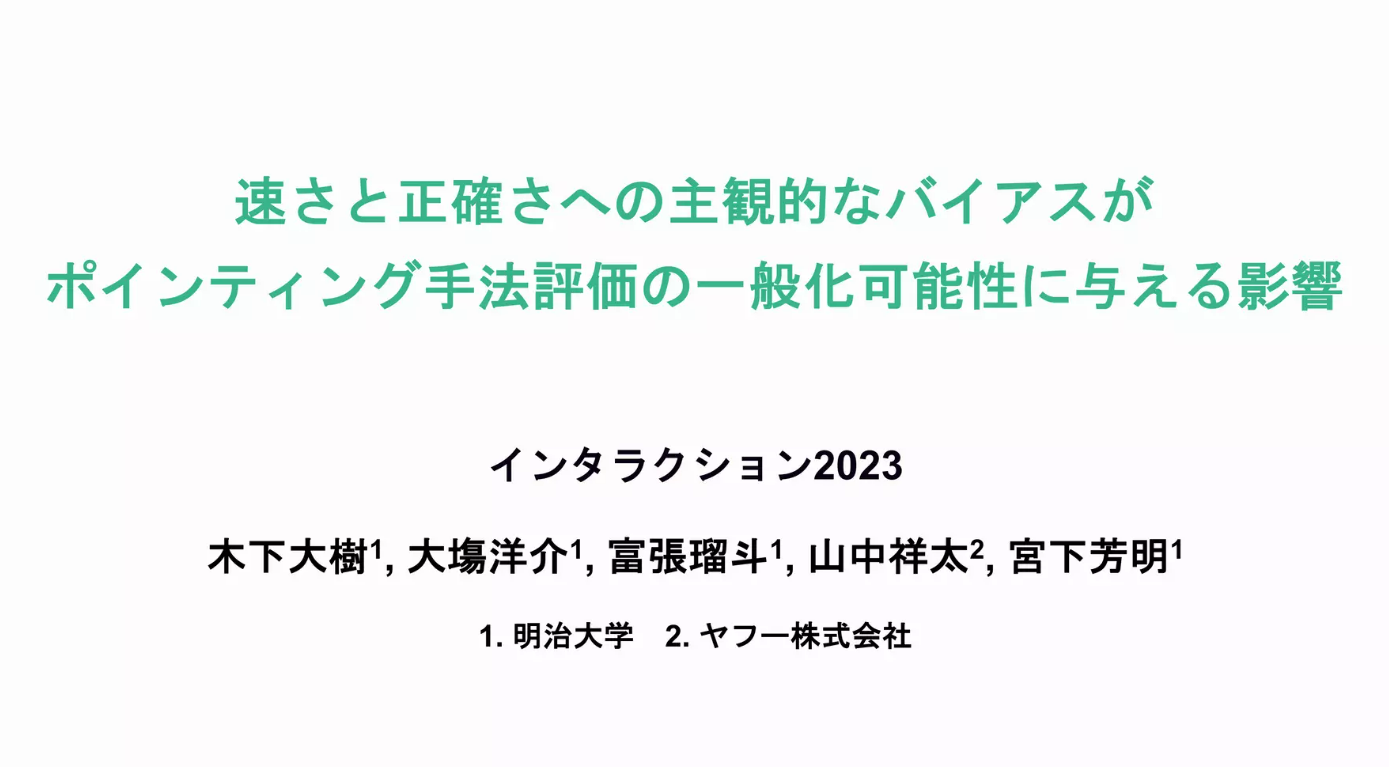 速さと正確さへの主観的なバイアスが
ポインティング手法評価の一般化可能性に与える影響
インタラクション2023
木下大樹¹, 大塲洋介¹, 富張瑠斗¹, 山中祥太², 宮下芳明¹
1. 明治大学　2. ヤフー株式会社